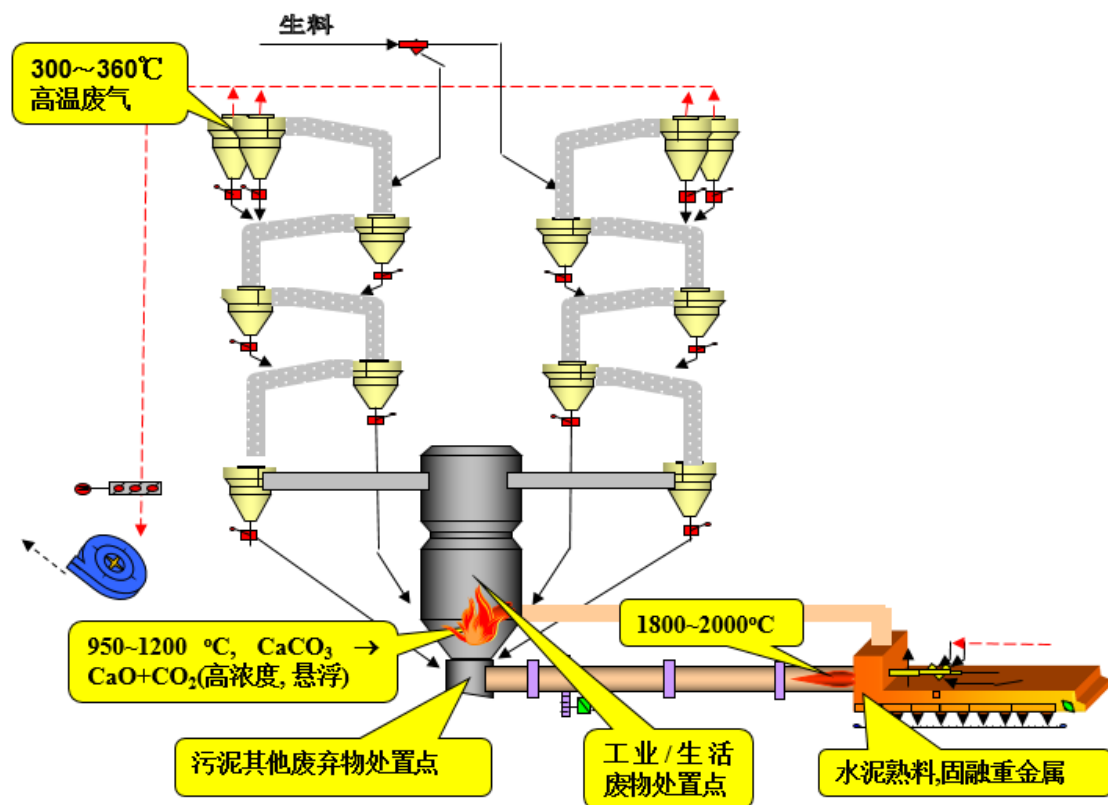 生料
300～360℃
高温废气
950~1200 ℃, CaCO₃ →
CaO+CO₂(高浓度, 悬浮)
1800~2000℃
污泥其他废弃物处置点
工 业 / 生 活
废物处置点
水泥熟料,固融重金属